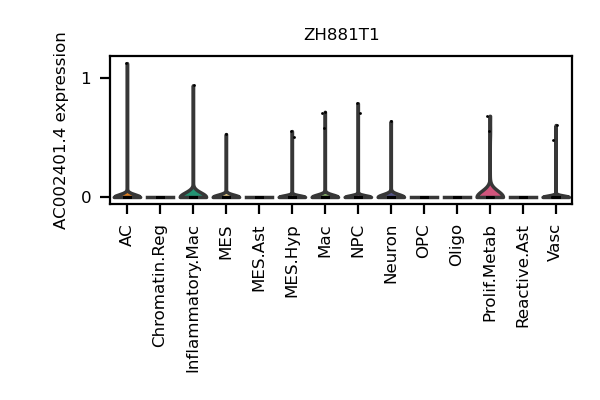 ZH881T1
AC002401.4 expression
1
0
AC
Chromatin.Reg
Inflammatory.Mac
MES
MES.Ast
MES.Hyp
Mac
NPC
Neuron
OPC
Oligo
Prolif.Metab
Reactive.Ast
Vasc